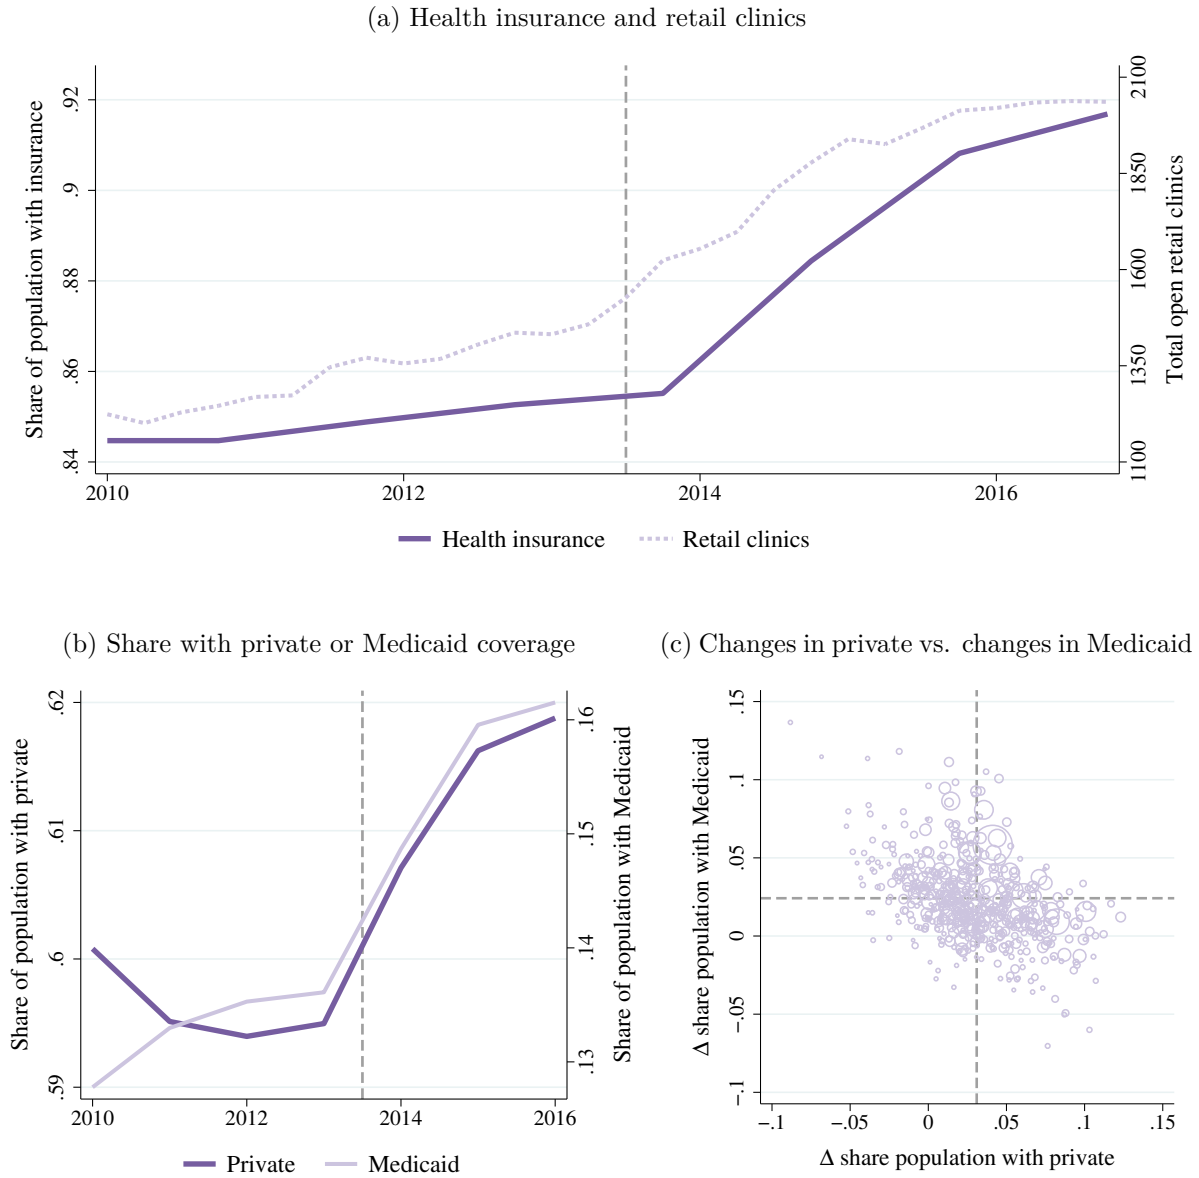 (a) Health insurance and retail clinics
Share of population with insurance
.92
.9
.88
.86
.84
2100
1850
1600
1350
1100
Total open retail clinics
2010 2012 2014 2016
Health insurance Retail clinics
(b) Share with private or Medicaid coverage
Share of population with private
.62
.61
.6
.59
.16
.15
.14
.13
Share of population with Medicaid
2010 2012 2014 2016
Private Medicaid
(c) Changes in private vs. changes in Medicaid
Δ share population with Medicaid
.15
.1
.05
0
-.05
-.1
-.1 -.05 0 .05 .1 .15
Δ share population with private